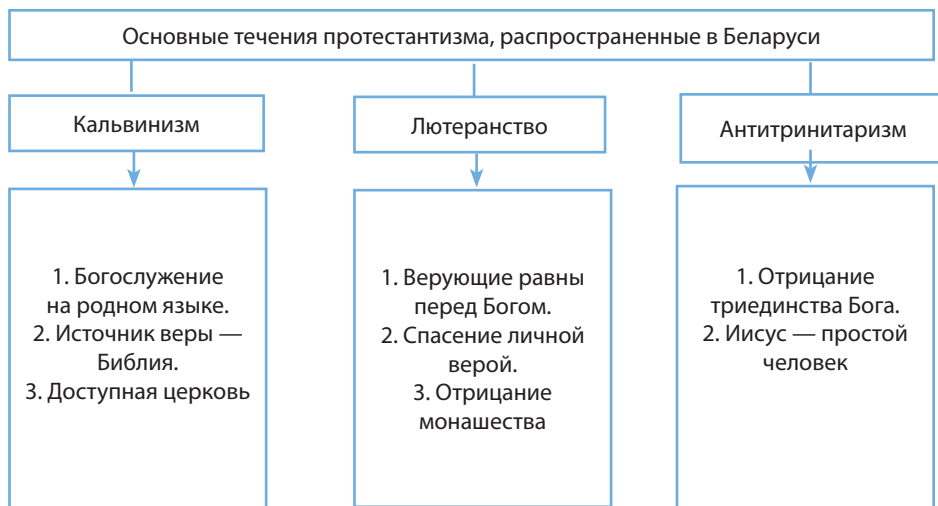 Основные течения протестантизма, распространенные в Беларуси
Кальвинизм
Лютеранство
Антитринитаризм
1. Богослужение
на родном языке.
2. Источник веры —
Библия.
3. Доступная церковь
1. Верующие равны
перед Богом.
2. Спасение личной
верой.
3. Отрицание
монашества
1. Отрицание
триединства Бога.
2. Иисус — простой
человек